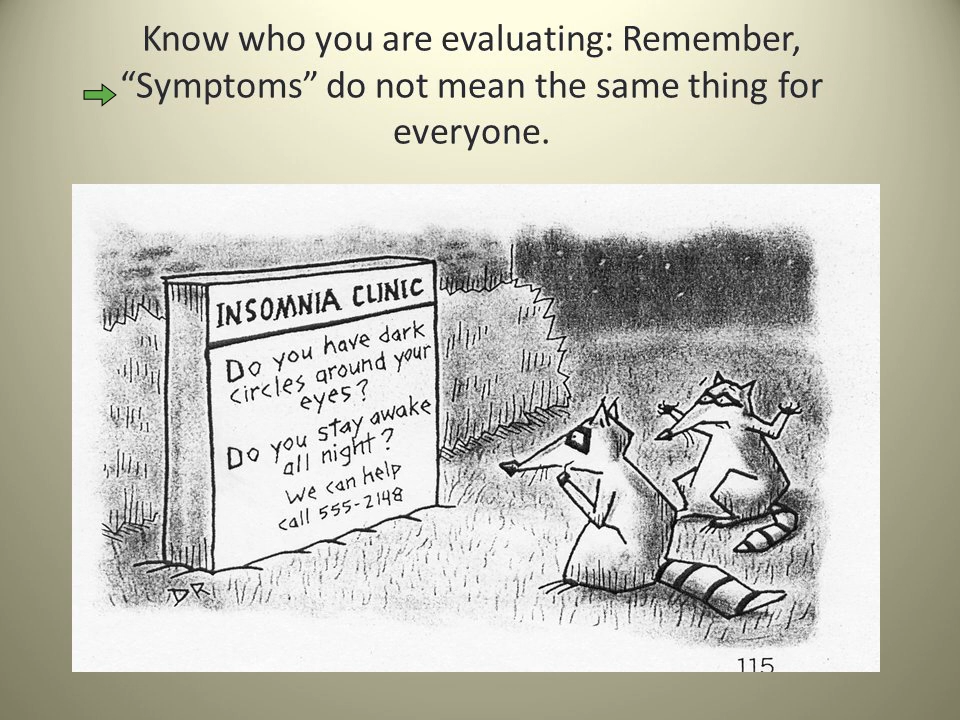 Know who you are evaluating: Remember,
“Symptoms” do not mean the same thing for
everyone.
INSOMNIA CLINIC
Do you have dark
circles around your
eyes?
Do you stay awake
all night?
We can help
call 555-2148
DR
115